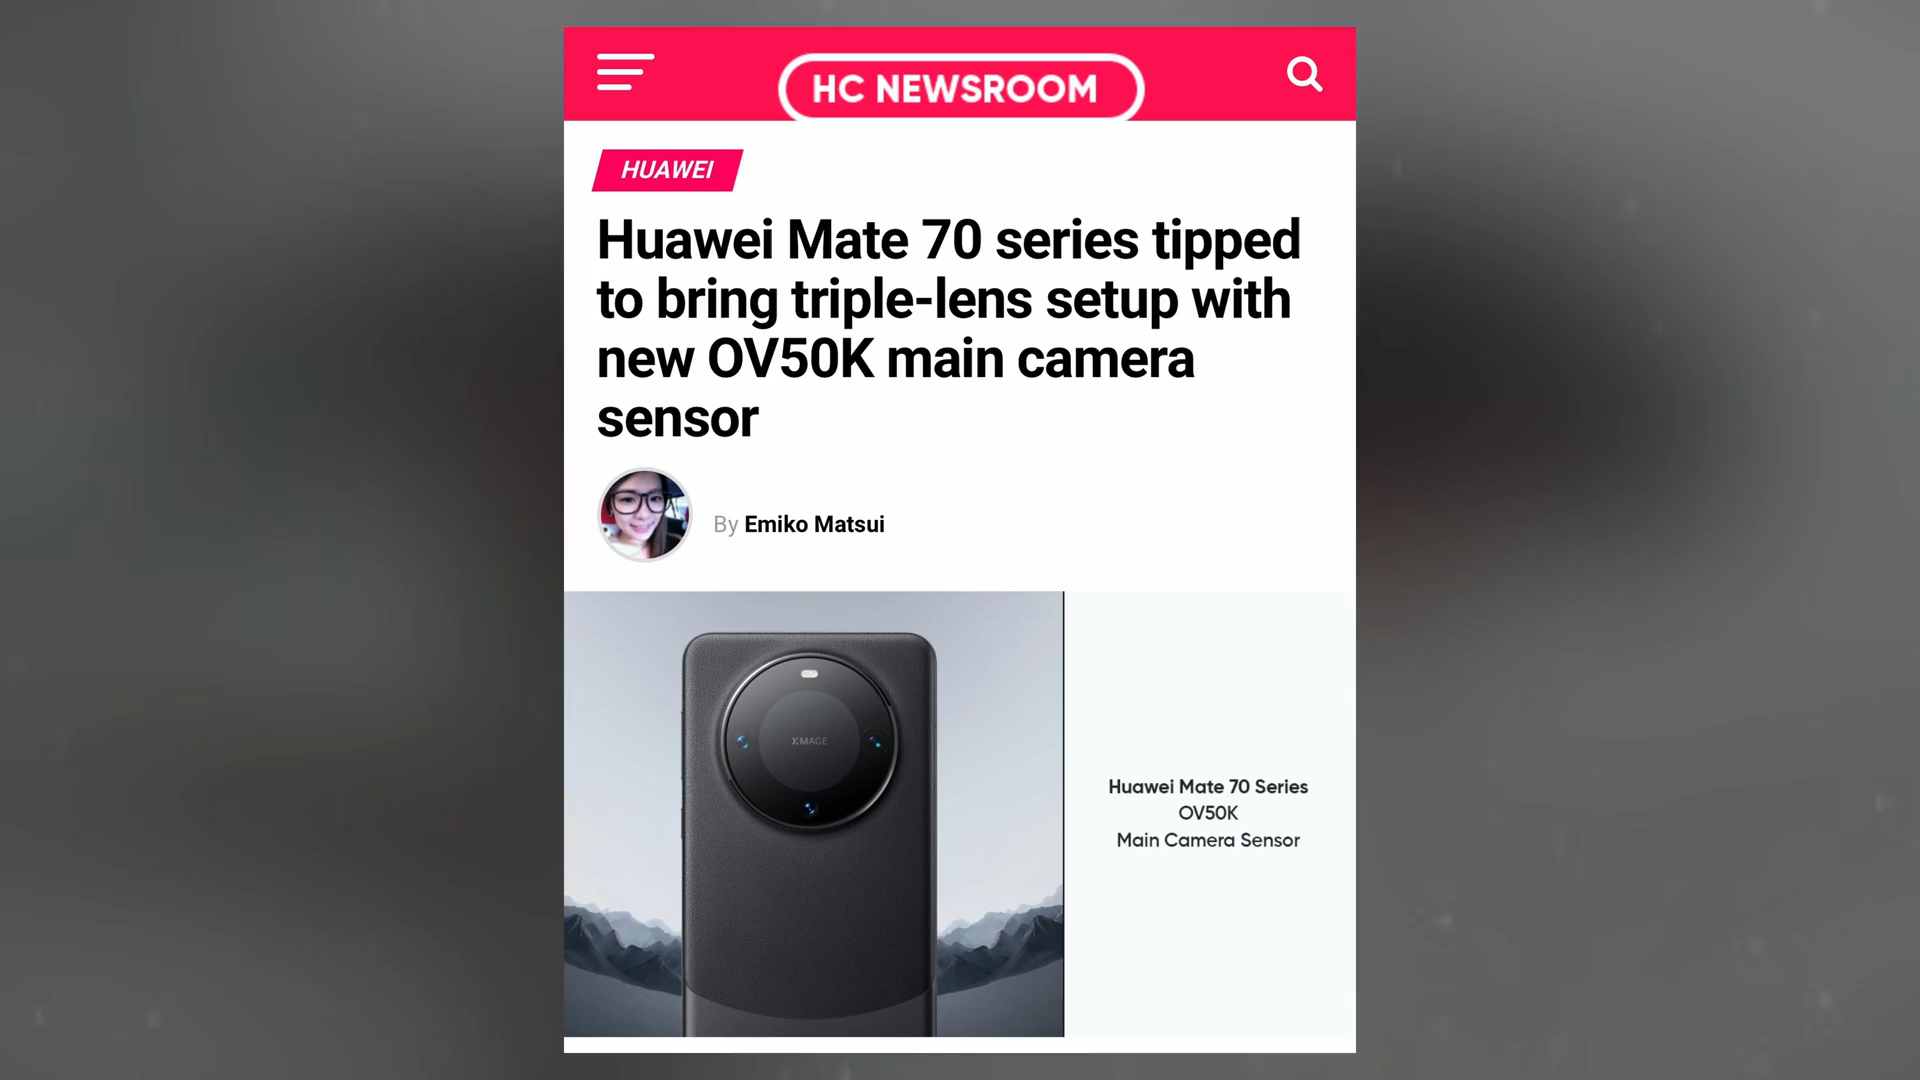 HC NEWSROOM
HUAWEI
Huawei Mate 70 series tipped
to bring triple-lens setup with
new OV50K main camera
sensor
By Emiko Matsui
XMAGE
Huawei Mate 70 Series
OV50K
Main Camera Sensor